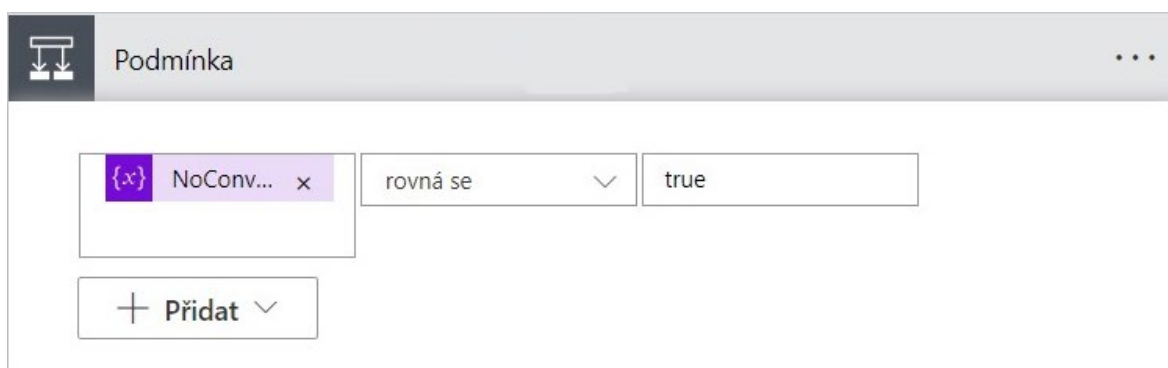 Podmínka
{x} NoConv... × rovná se true
+ Přidat